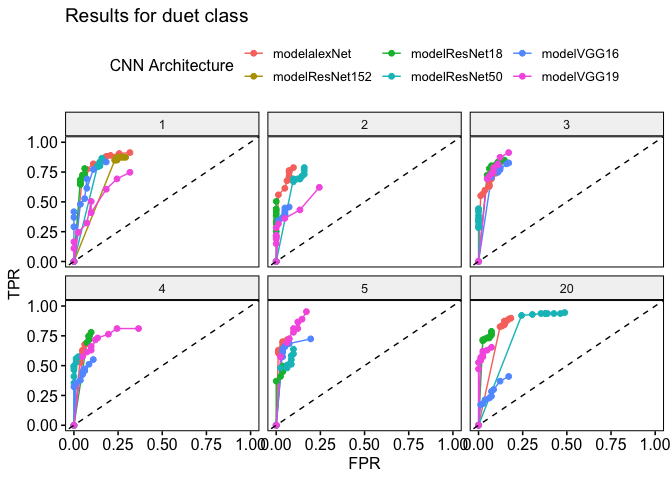 Results for duet class
CNN Architecture
modelalexNet modelResNet18 modelVGG16
modelResNet152 modelResNet50 modelVGG19
1 2 3
1.00
0.75
0.50
0.25
0.00
4 5 20
1.00
0.75
0.50
0.25
0.00
TPR
0.00 0.25 0.50 0.75 1.00 0.00 0.25 0.50 0.75 1.00 0.00 0.25 0.50 0.75 1.00
FPR